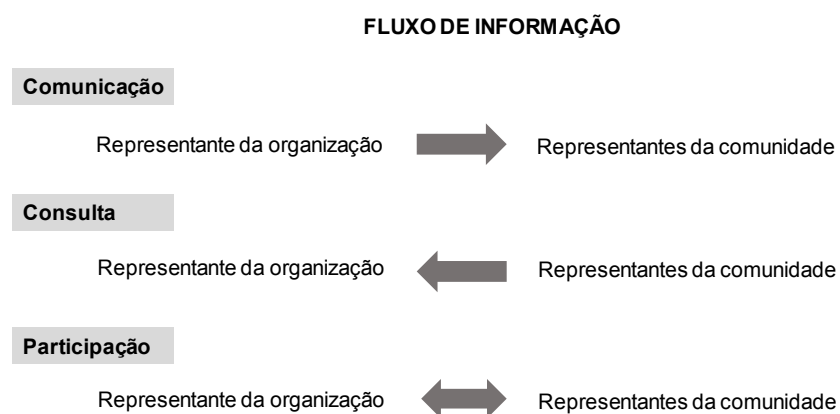 FLUXO DE INFORMAÇÃO
Comunicação
Representante da organização Representantes da comunidade
Consulta
Representante da organização Representantes da comunidade
Participação
Representante da organização Representantes da comunidade